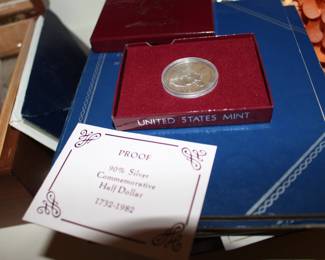 UNITED STATES MINT
PROOF
90% Silver
Commemorative
Half Dollar
1732-1982